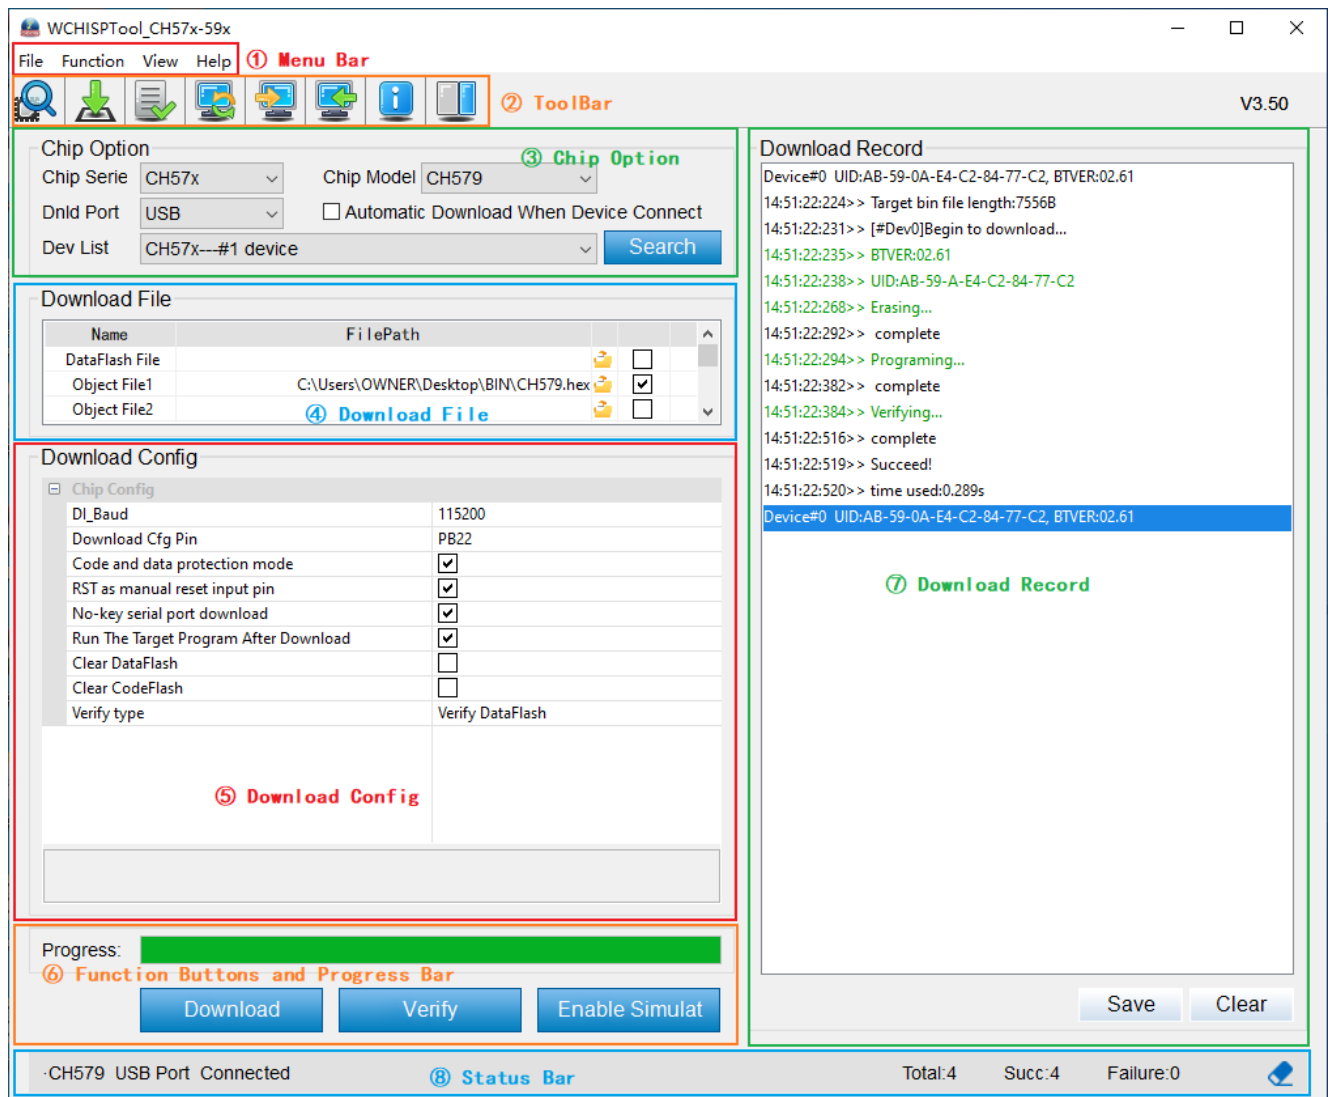 WCHISPTool_CH57x-59x
File Function View Help ① Menu Bar
② ToolBar
V3.50
Chip Option
③ Chip Option
Chip Serie CH57x Chip Model CH579
Dnld Port USB Automatic Download When Device Connect
Dev List CH57x---#1 device Search
Download File
Name FilePath
DataFlash File
Object File1 C:\Users\OWNER\Desktop\BIN\CH579.hex
Object File2
④ Download File
Download Config
Chip Config
DI_Baud 115200
Download Cfg Pin PB22
Code and data protection mode
RST as manual reset input pin
No-key serial port download
Run The Target Program After Download
Clear DataFlash
Clear CodeFlash
Verify type Verify DataFlash
⑤ Download Config
Progress:
⑥ Function Buttons and Progress Bar
Download Verify Enable Simulat
Download Record
Device#0 UID:AB-59-0A-E4-C2-84-77-C2, BTVER:02.61
14:51:22:224>> Target bin file length:7556B
14:51:22:231>> [#Dev0]Begin to download...
14:51:22:235>> BTVER:02.61
14:51:22:238>> UID:AB-59-A-E4-C2-84-77-C2
14:51:22:268>> Erasing...
14:51:22:292>> complete
14:51:22:294>> Programing...
14:51:22:382>> complete
14:51:22:384>> Verifying...
14:51:22:516>> complete
14:51:22:519>> Succeed!
14:51:22:520>> time used:0.289s
Device#0 UID:AB-59-0A-E4-C2-84-77-C2, BTVER:02.61
⑦ Download Record
Save Clear
·CH579 USB Port Connected
⑧ Status Bar
Total:4 Succ:4 Failure:0